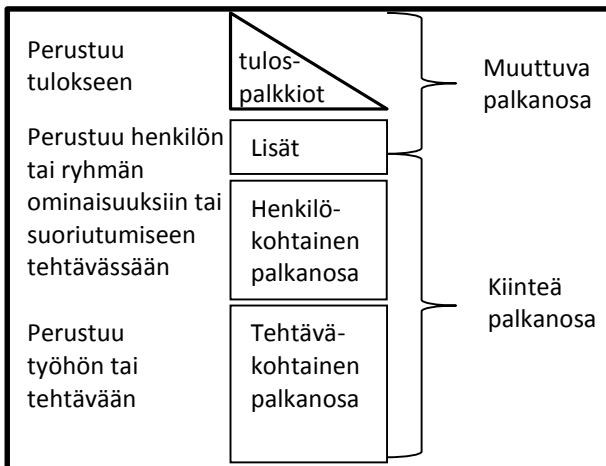 Perustuu
tulokseen
tulos-
palkkiot
Muuttuva
palkanosa
Perustuu henkilön
tai ryhmän
ominaisuuksiin tai
suoriutumiseen
tehtävässään
Lisät
Henkilö-
kohtainen
palkanosa
Kiinteä
palkanosa
Perustuu
työhön tai
tehtävään
Tehtävä-
kohtainen
palkanosa